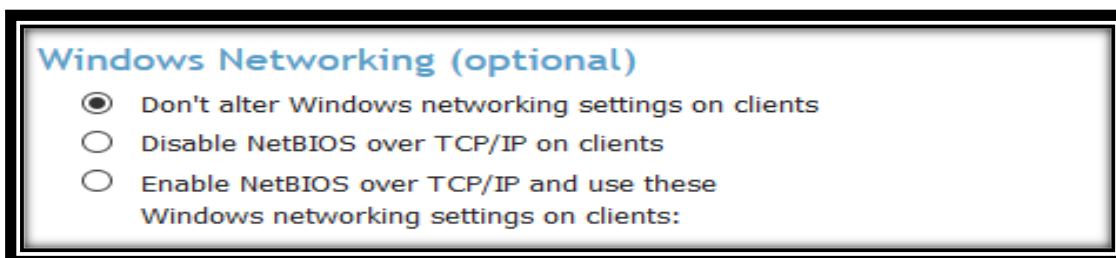 Windows Networking (optional)
Don't alter Windows networking settings on clients
Disable NetBIOS over TCP/IP on clients
Enable NetBIOS over TCP/IP and use these
Windows networking settings on clients: